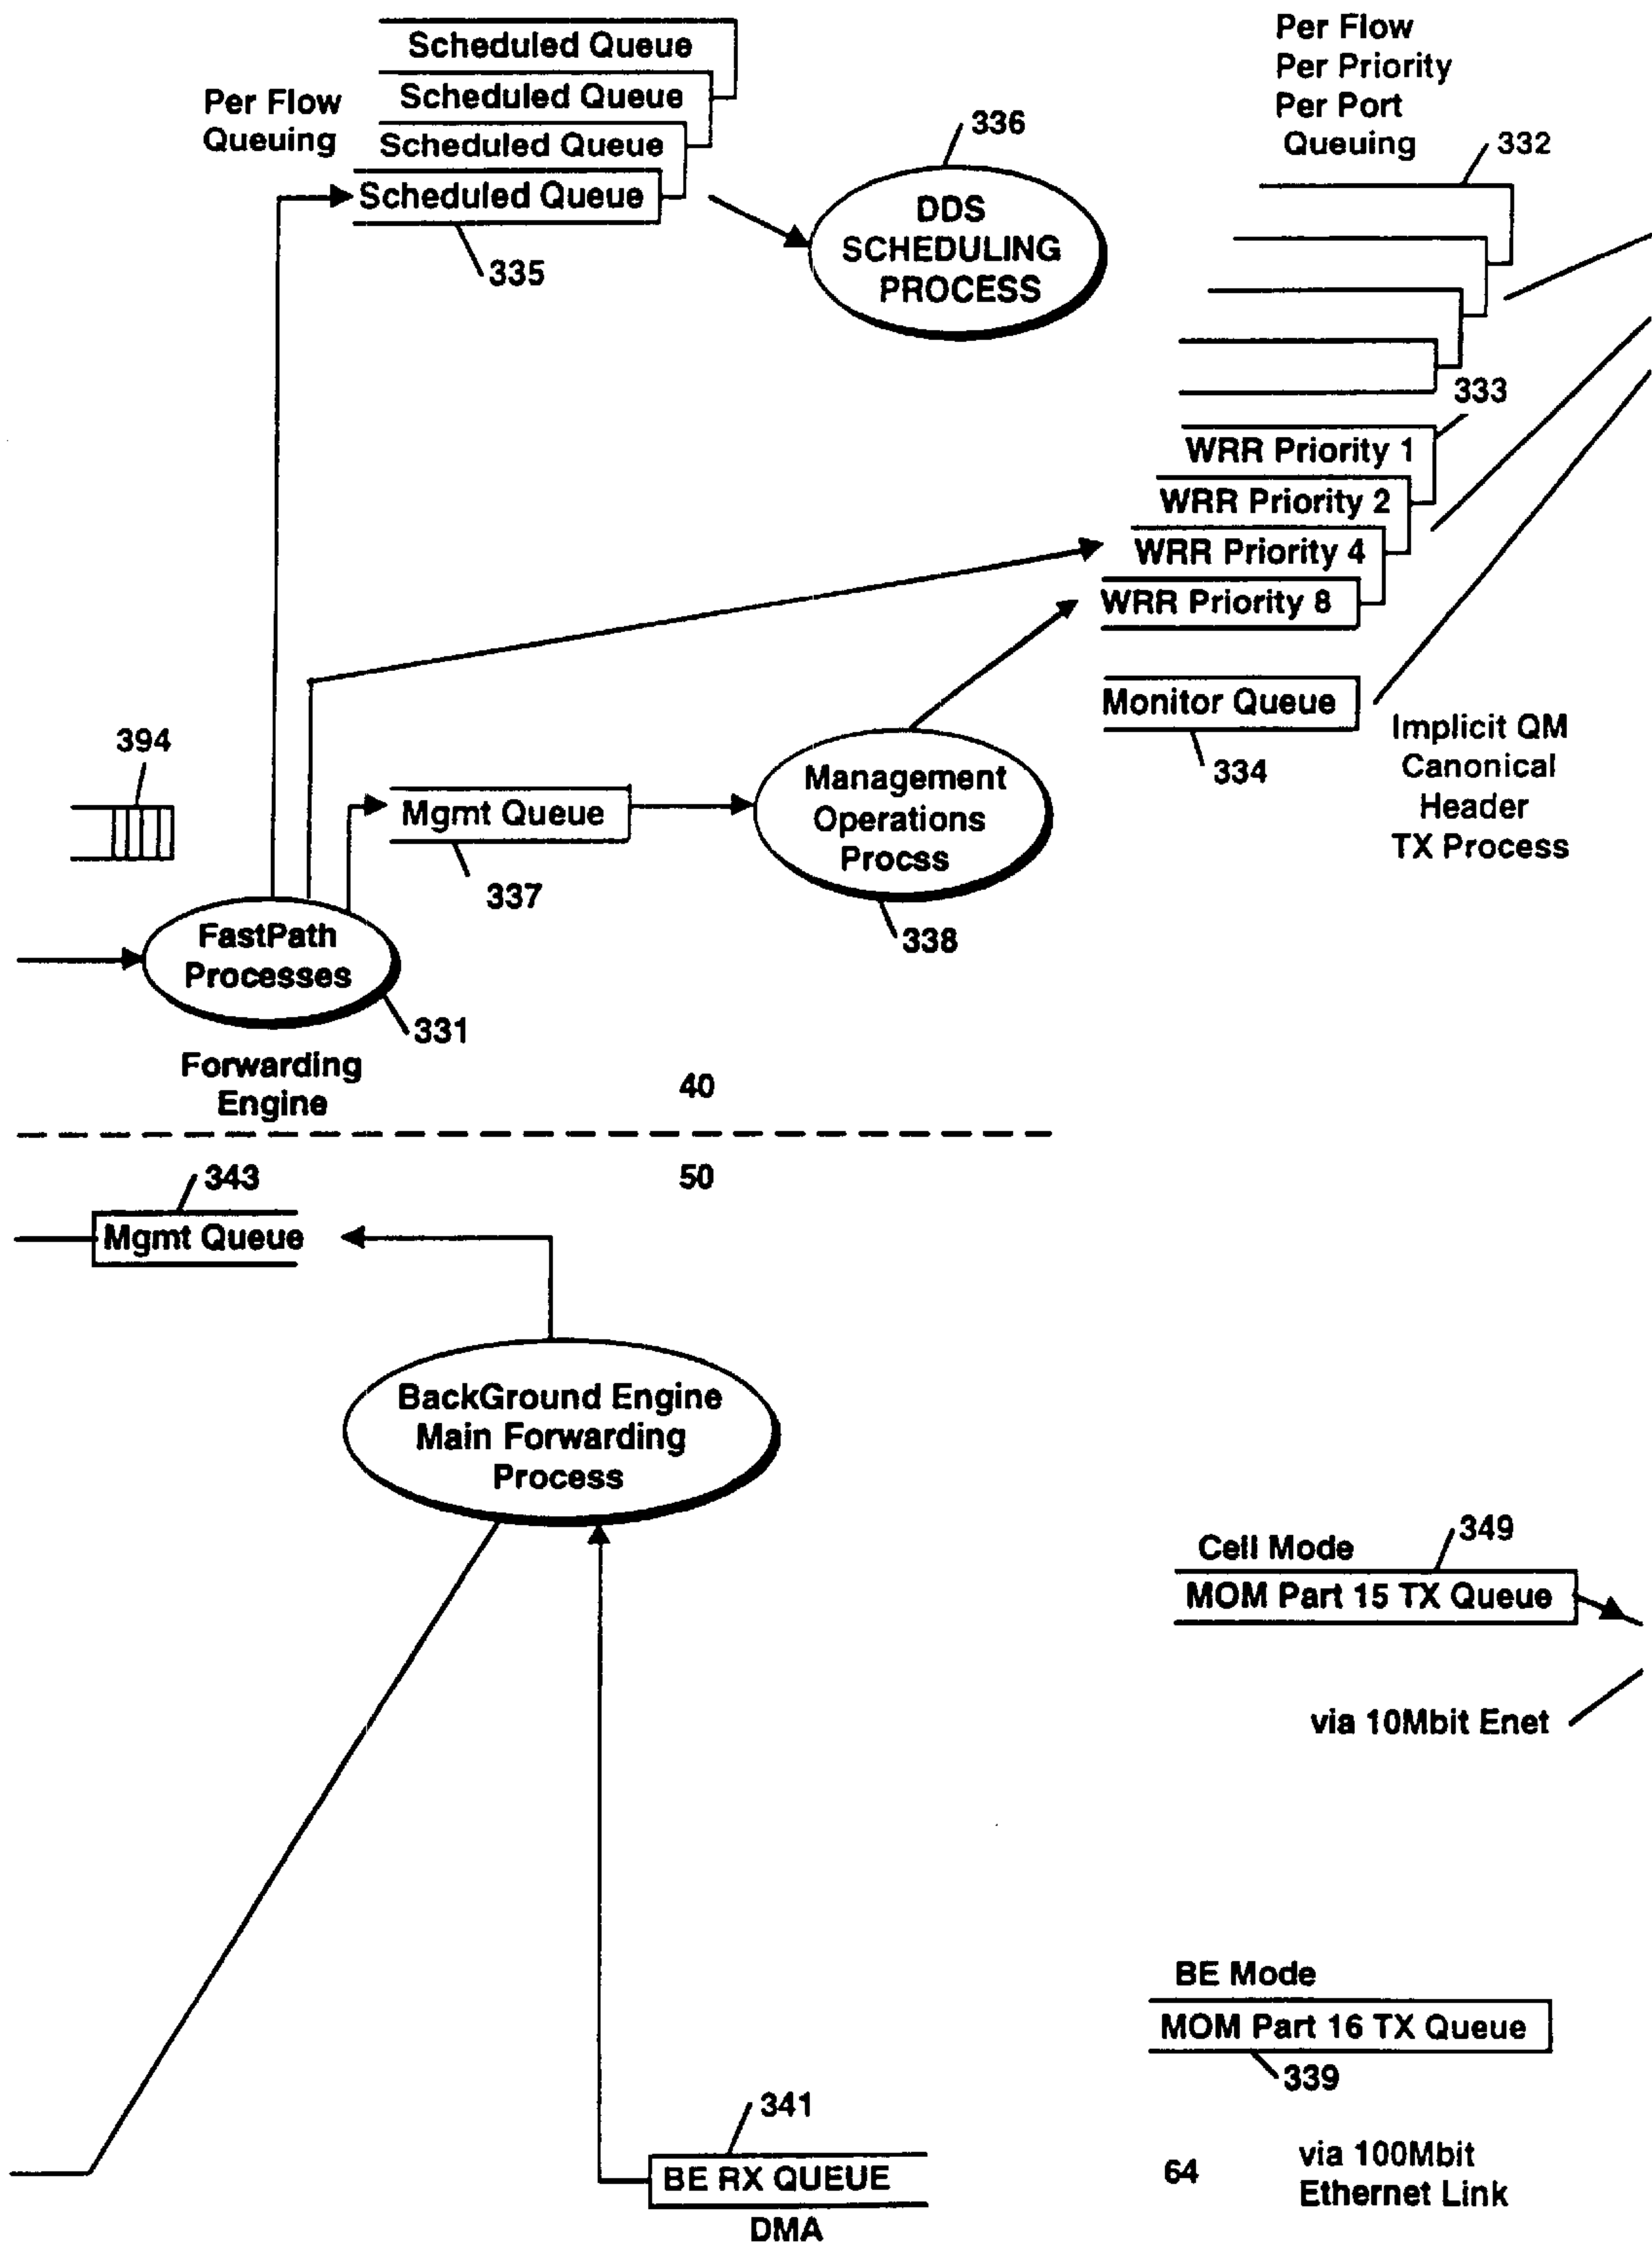 Scheduled Queue
Scheduled Queue
Scheduled Queue
Scheduled Queue
Per Flow
Queuing
335
336
DDS
SCHEDULING
PROCESS
Per Flow
Per Priority
Per Port
Queuing
332
333
WRR Priority 1
WRR Priority 2
WRR Priority 4
WRR Priority 8
Monitor Queue
334
Implicit QM
Canonical
Header
TX Process
394
Mgmt Queue
337
Management
Operations
Procss
338
FastPath
Processes
331
Forwarding
Engine
40
50
343
Mgmt Queue
BackGround Engine
Main Forwarding
Process
Cell Mode
349
MOM Part 15 TX Queue
via 10Mbit Enet
BE Mode
MOM Part 16 TX Queue
339
341
BE RX QUEUE
DMA
64
via 100Mbit
Ethernet Link